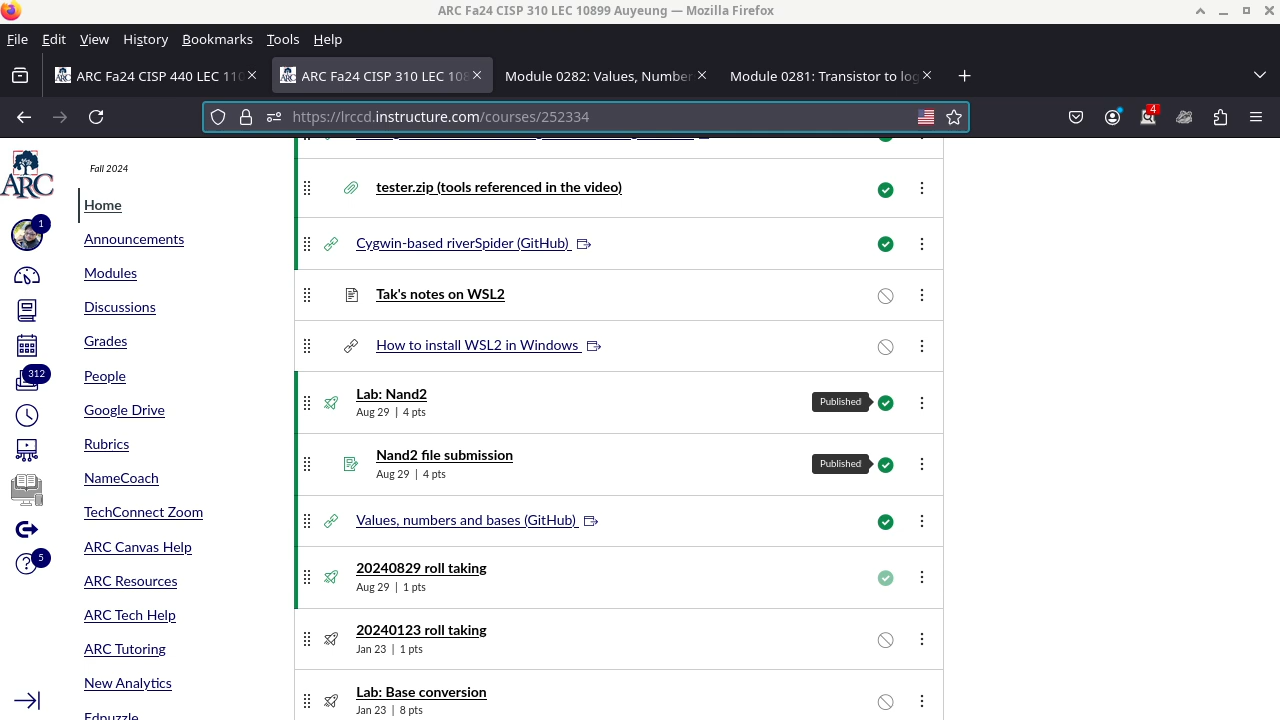 ARC Fa24 CISP 310 LEC 10899 Auyeung — Mozilla Firefox
File Edit View History Bookmarks Tools Help
ARC Fa24 CISP 440 LEC 110
ARC Fa24 CISP 310 LEC 108
Module 0282: Values, Number
Module 0281: Transistor to log
https://lrccd.instructure.com/courses/252334
4
ARC
1
312
5
Fall 2024
Home
Announcements
Modules
Discussions
Grades
People
Google Drive
Rubrics
NameCoach
TechConnect Zoom
ARC Canvas Help
ARC Resources
ARC Tech Help
ARC Tutoring
New Analytics
Edpuzzle
tester.zip (tools referenced in the video)
Cygwin-based riverSpider (GitHub)
Tak's notes on WSL2
How to install WSL2 in Windows
Lab: Nand2
Aug 29 | 4 pts
Published
Nand2 file submission
Aug 29 | 4 pts
Published
Values, numbers and bases (GitHub)
20240829 roll taking
Aug 29 | 1 pts
20240123 roll taking
Jan 23 | 1 pts
Lab: Base conversion
Jan 23 | 8 pts